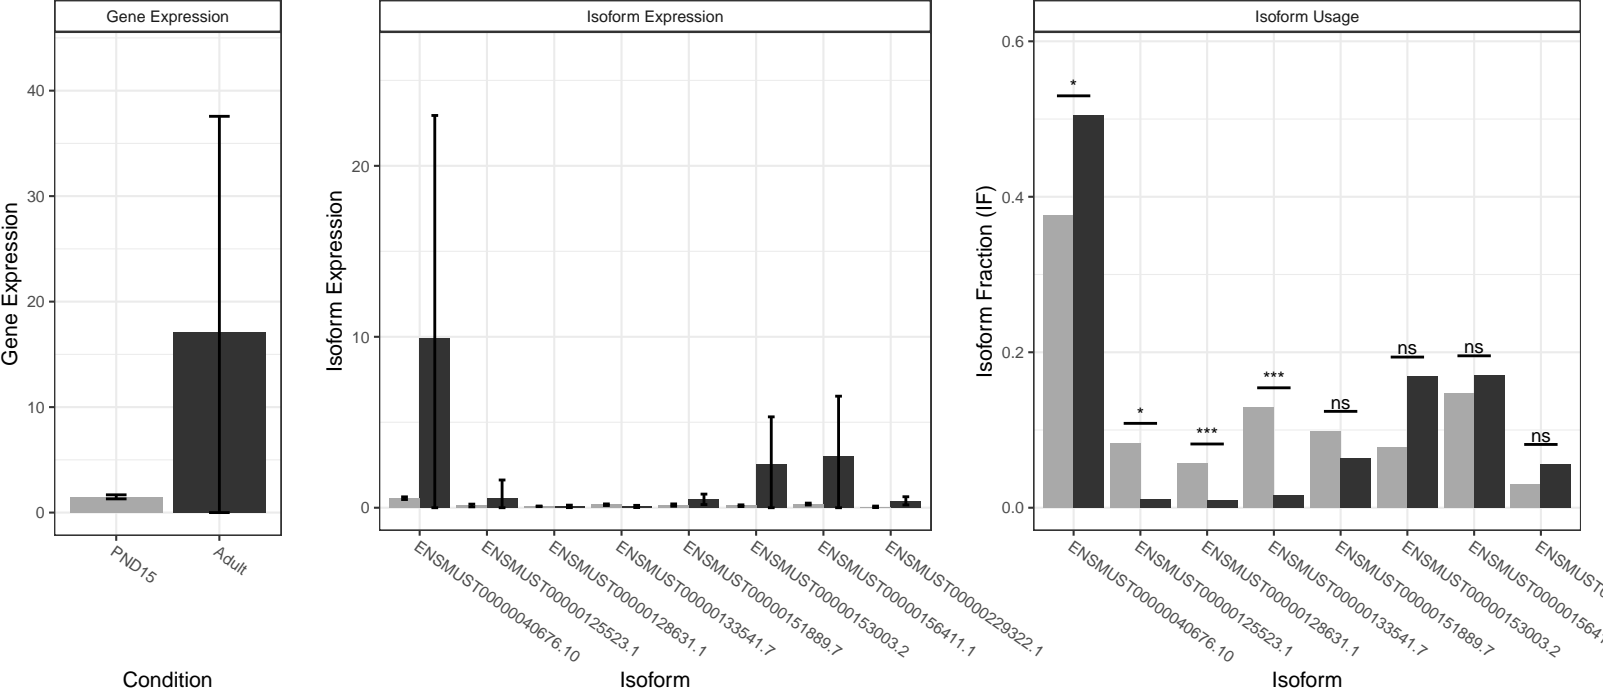 Gene Expression
Isoform Expression
Isoform Usage
Gene Expression
40
30
20
10
0
PND15
Adult
Condition
Isoform Expression
20
10
0
ENSMUST00000040676.10
ENSMUST00000125523.1
ENSMUST00000128631.1
ENSMUST00000133541.7
ENSMUST00000151889.7
ENSMUST00000153003.2
ENSMUST00000156411.1
ENSMUST00000229322.1
Isoform
Isoform Fraction (IF)
0.6
0.4
0.2
0.0
*
*
***
***
ns
ns
ns
ns
ENSMUST00000040676.10
ENSMUST00000125523.1
ENSMUST00000128631.1
ENSMUST00000133541.7
ENSMUST00000151889.7
ENSMUST00000153003.2
ENSMUST0000015641
ENSMUST0
Isoform